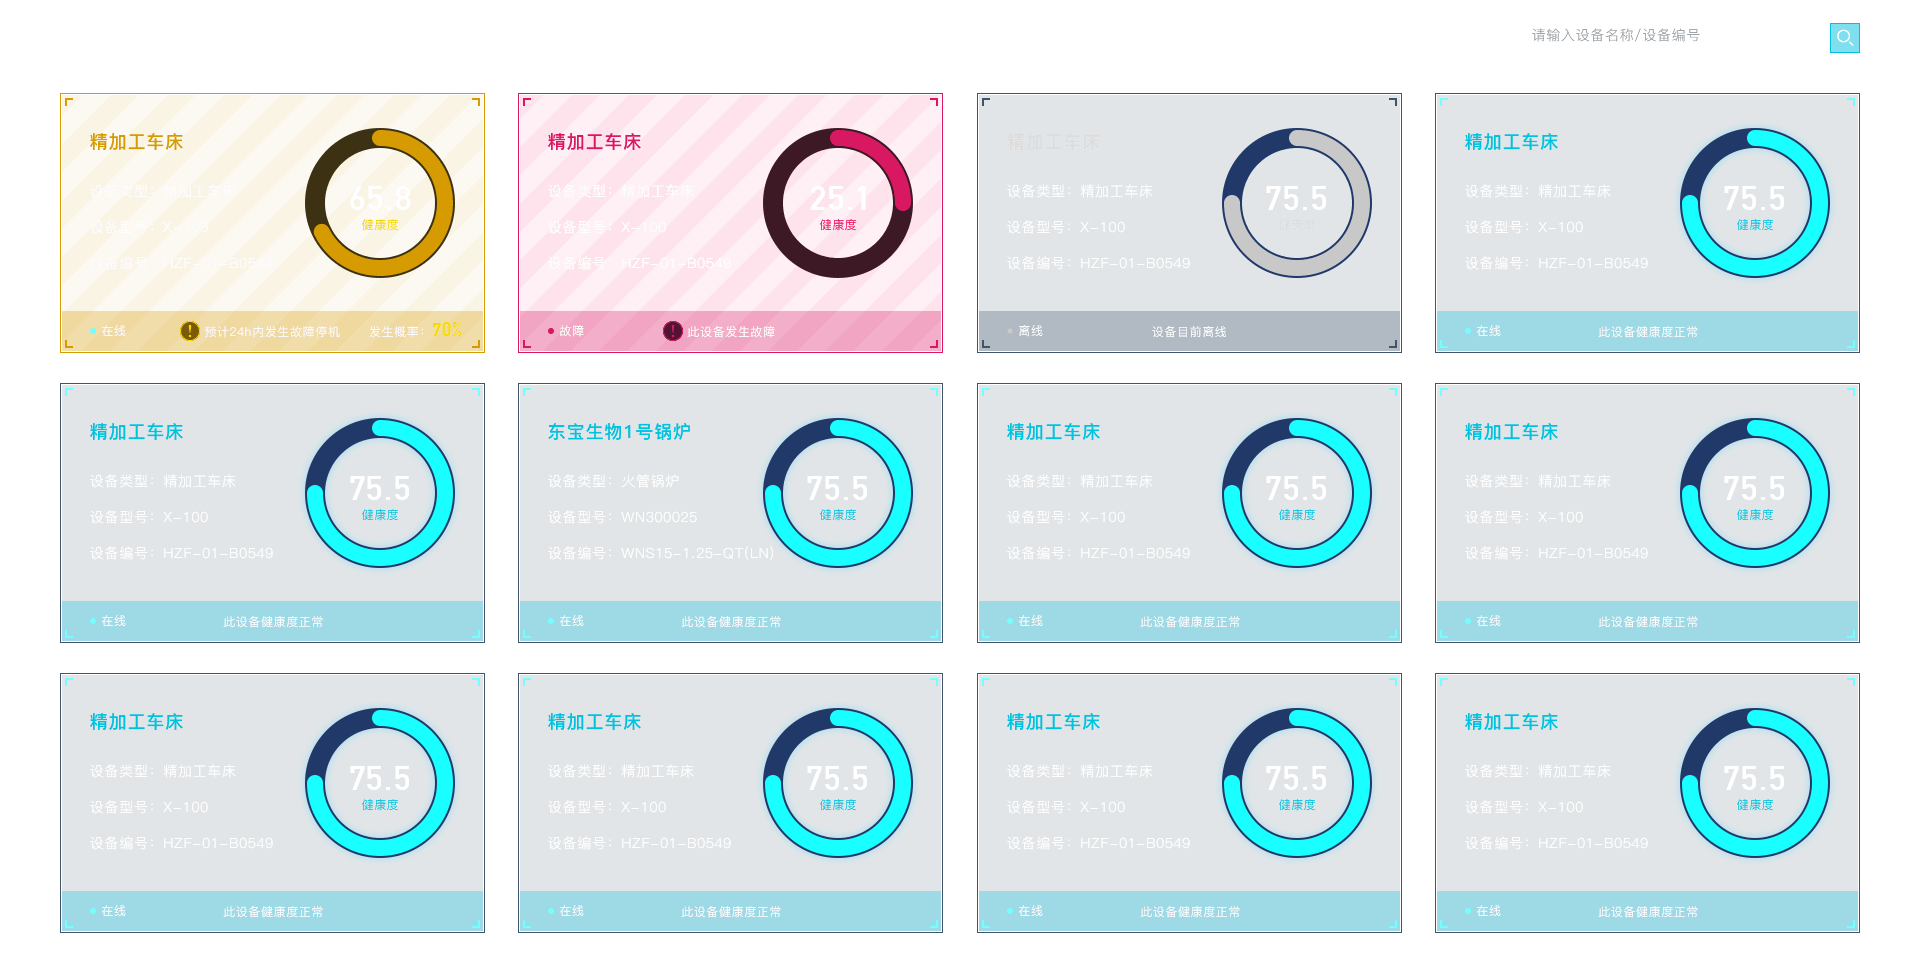 请输入设备名称/设备编号
精加工车床
设备类型：精加工车床
设备型号：X-100
设备编号：HZF-01-B0549
65.8
健康度
在线
预计24h内发生故障停机
发生概率：70%
精加工车床
设备类型：精加工车床
设备型号：X-100
设备编号：HZF-01-B0549
25.1
健康度
故障
此设备发生故障
精加工车床
设备类型：精加工车床
设备型号：X-100
设备编号：HZF-01-B0549
75.5
健康度
离线
设备目前离线
精加工车床
设备类型：精加工车床
设备型号：X-100
设备编号：HZF-01-B0549
75.5
健康度
在线
此设备健康度正常
精加工车床
设备类型：精加工车床
设备型号：X-100
设备编号：HZF-01-B0549
75.5
健康度
在线
此设备健康度正常
东宝生物1号锅炉
设备类型：火管锅炉
设备型号：WN300025
设备编号：WNS15-1.25-QT(LN)
75.5
健康度
在线
此设备健康度正常
精加工车床
设备类型：精加工车床
设备型号：X-100
设备编号：HZF-01-B0549
75.5
健康度
在线
此设备健康度正常
精加工车床
设备类型：精加工车床
设备型号：X-100
设备编号：HZF-01-B0549
75.5
健康度
在线
此设备健康度正常
精加工车床
设备类型：精加工车床
设备型号：X-100
设备编号：HZF-01-B0549
75.5
健康度
在线
此设备健康度正常
精加工车床
设备类型：精加工车床
设备型号：X-100
设备编号：HZF-01-B0549
75.5
健康度
在线
此设备健康度正常
精加工车床
设备类型：精加工车床
设备型号：X-100
设备编号：HZF-01-B0549
75.5
健康度
在线
此设备健康度正常
精加工车床
设备类型：精加工车床
设备型号：X-100
设备编号：HZF-01-B0549
75.5
健康度
在线
此设备健康度正常